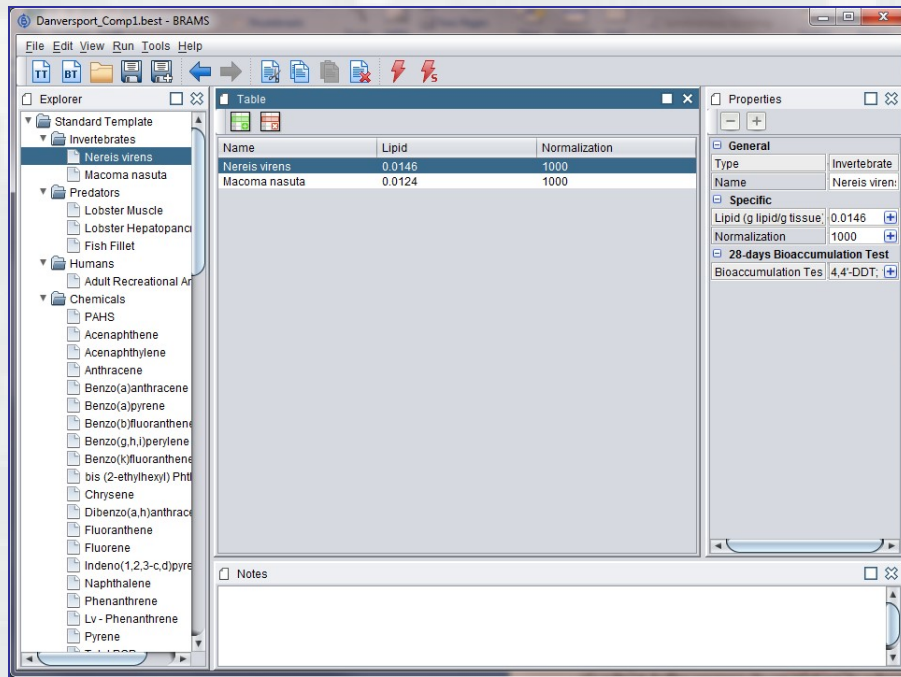 Danversport_Comp1.best - BRAMS
File Edit View Run Tools Help
TT BT S
Explorer
Standard Template
Invertebrates
Nereis virens
Macoma nasuta
Predators
Lobster Muscle
Lobster Hepatopancr
Fish Fillet
Humans
Adult Recreational Ar
Chemicals
PAHS
Acenaphthene
Acenaphthylene
Anthracene
Benzo(a)anthracene
Benzo(a)pyrene
Benzo(b)fluoranthene
Benzo(g,h,i)perylene
Benzo(k)fluoranthene
bis (2-ethylhexyl) Phtl
Chrysene
Dibenzo(a,h)anthrace
Fluoranthene
Fluorene
Indeno(1,2,3-c,d)pyre
Naphthalene
Phenanthrene
Lv - Phenanthrene
Pyrene
Table
Name Lipid Normalization
Nereis virens 0.0146 1000
Macoma nasuta 0.0124 1000
Notes
Properties
General
Type Invertebrate
Name Nereis viren
Specific
Lipid (g lipid/g tissue) 0.0146
Normalization 1000
28-days Bioaccumulation Test
Bioaccumulation Tes 4,4'-DDT;